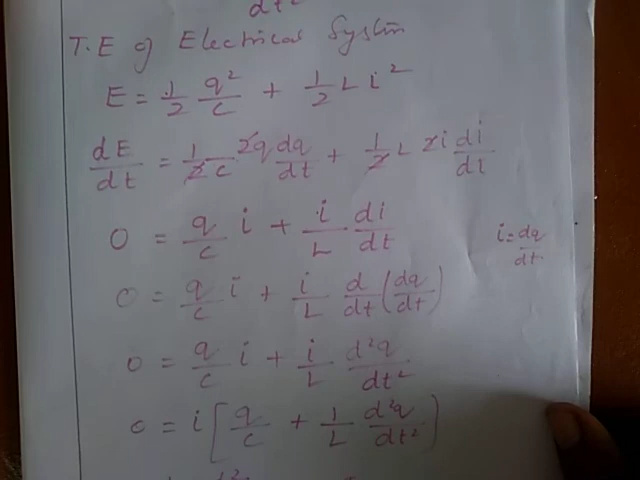 dt²
T.E of Electrical System
E = 1/2 q²/c + 1/2 L i²
dE/dt = 1/2c 2q dq/dt + 1/2 L 2i di/dt
0 = q/c i + i/L di/dt
i = dq/dt
0 = q/c i + i/L d/dt (dq/dt)
0 = q/c i + i/L d²q/dt²
0 = i [q/c + 1/L d²q/dt²]